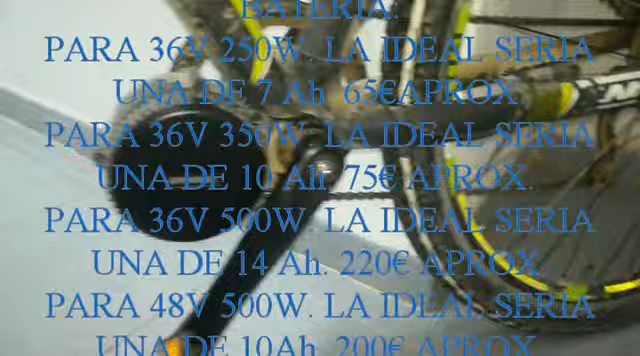 BATERIA.
PARA 36V 250W. LA IDEAL SERIA
UNA DE 7 Ah. 65€APROX.
PARA 36V 350W. LA IDEAL SERIA
UNA DE 10 Ah. 75€ APROX.
PARA 36V 500W. LA IDEAL SERIA
UNA DE 14 Ah. 220€ APROX.
PARA 48V 500W. LA IDEAL SERIA
UNA DE 10Ah. 200€ APROX.